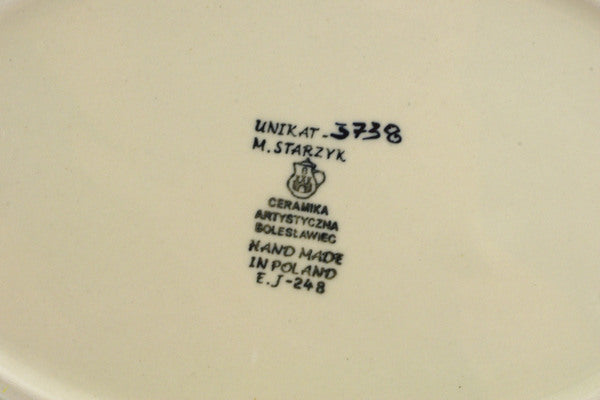 UNIKAT-3738
M. STARZYK
CERAMIKA
ARTYSTYCZNA
BOLESŁAWIEC
HAND MADE
IN POLAND
E.J-248